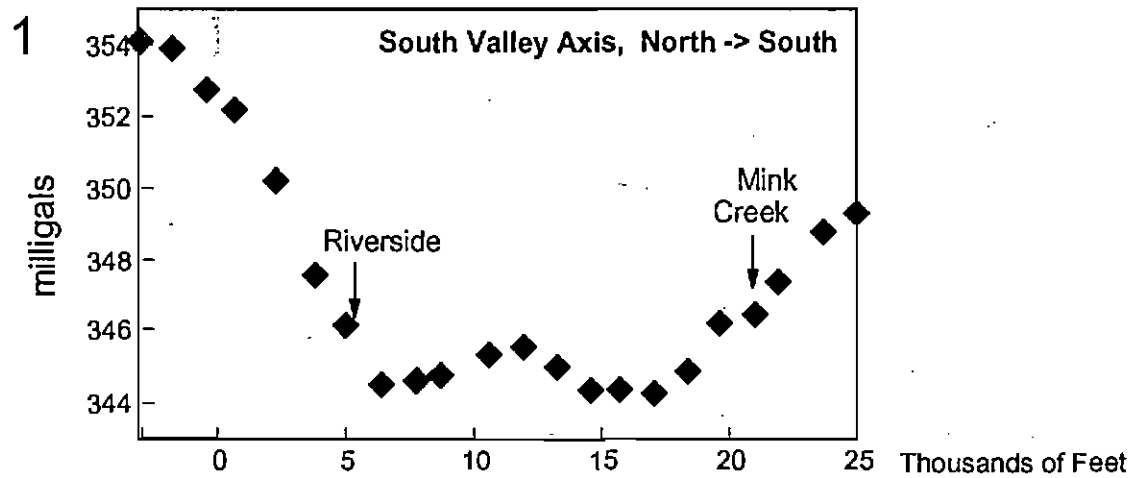 1
South Valley Axis, North -> South
354
352
350
348
346
344
milligals
Riverside
Mink
Creek
0
5
10
15
20
25
Thousands of Feet